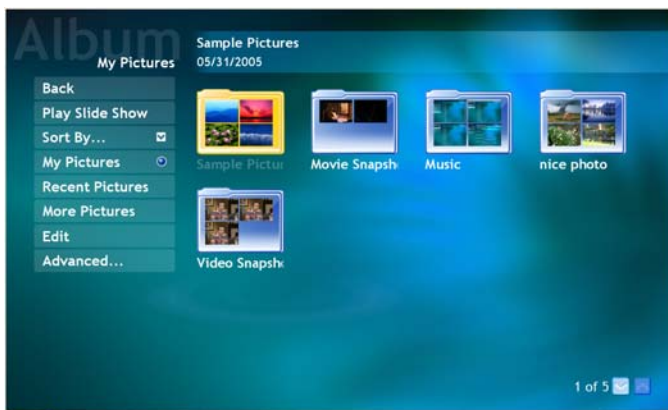 Album
My Pictures
Sample Pictures
05/31/2005
Back
Play Slide Show
Sort By...
My Pictures
Recent Pictures
More Pictures
Edit
Advanced...
Sample Pictur
Movie Snapsh
Music
nice photo
Video Snapsh
1 of 5